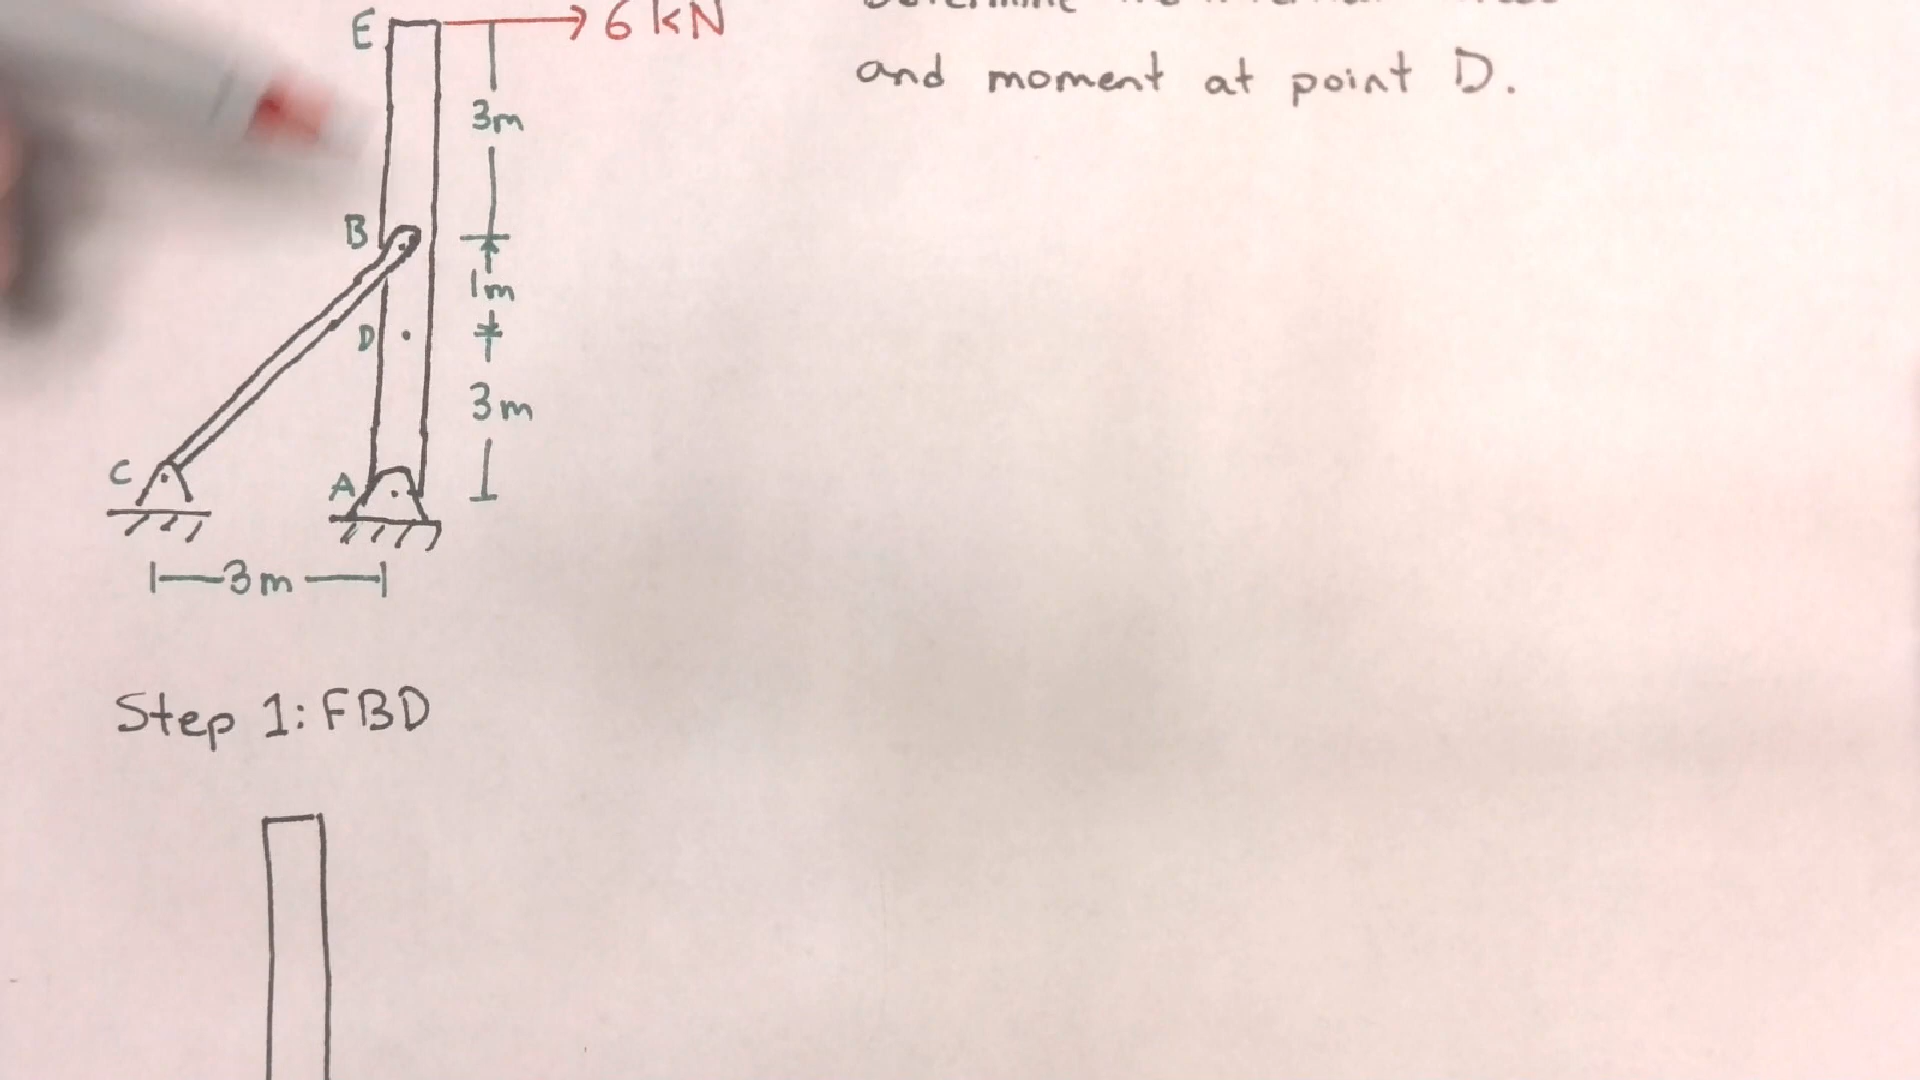 E
6 kN
and moment at point D.
3m
B
1m
D
3m
C
A
3m
Step 1: FBD